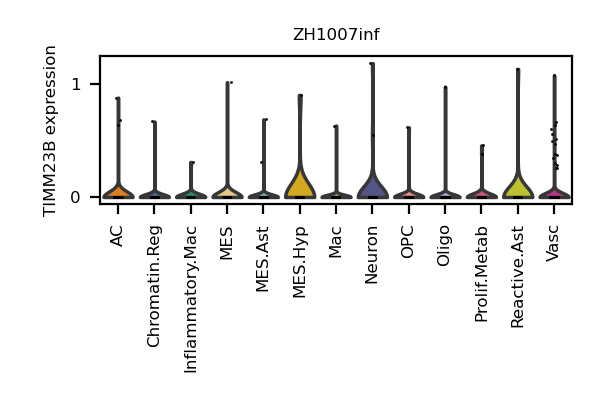 ZH1007inf
TIMM23B expression
1
0
AC
Chromatin.Reg
Inflammatory.Mac
MES
MES.Ast
MES.Hyp
Mac
Neuron
OPC
Oligo
Prolif.Metab
Reactive.Ast
Vasc